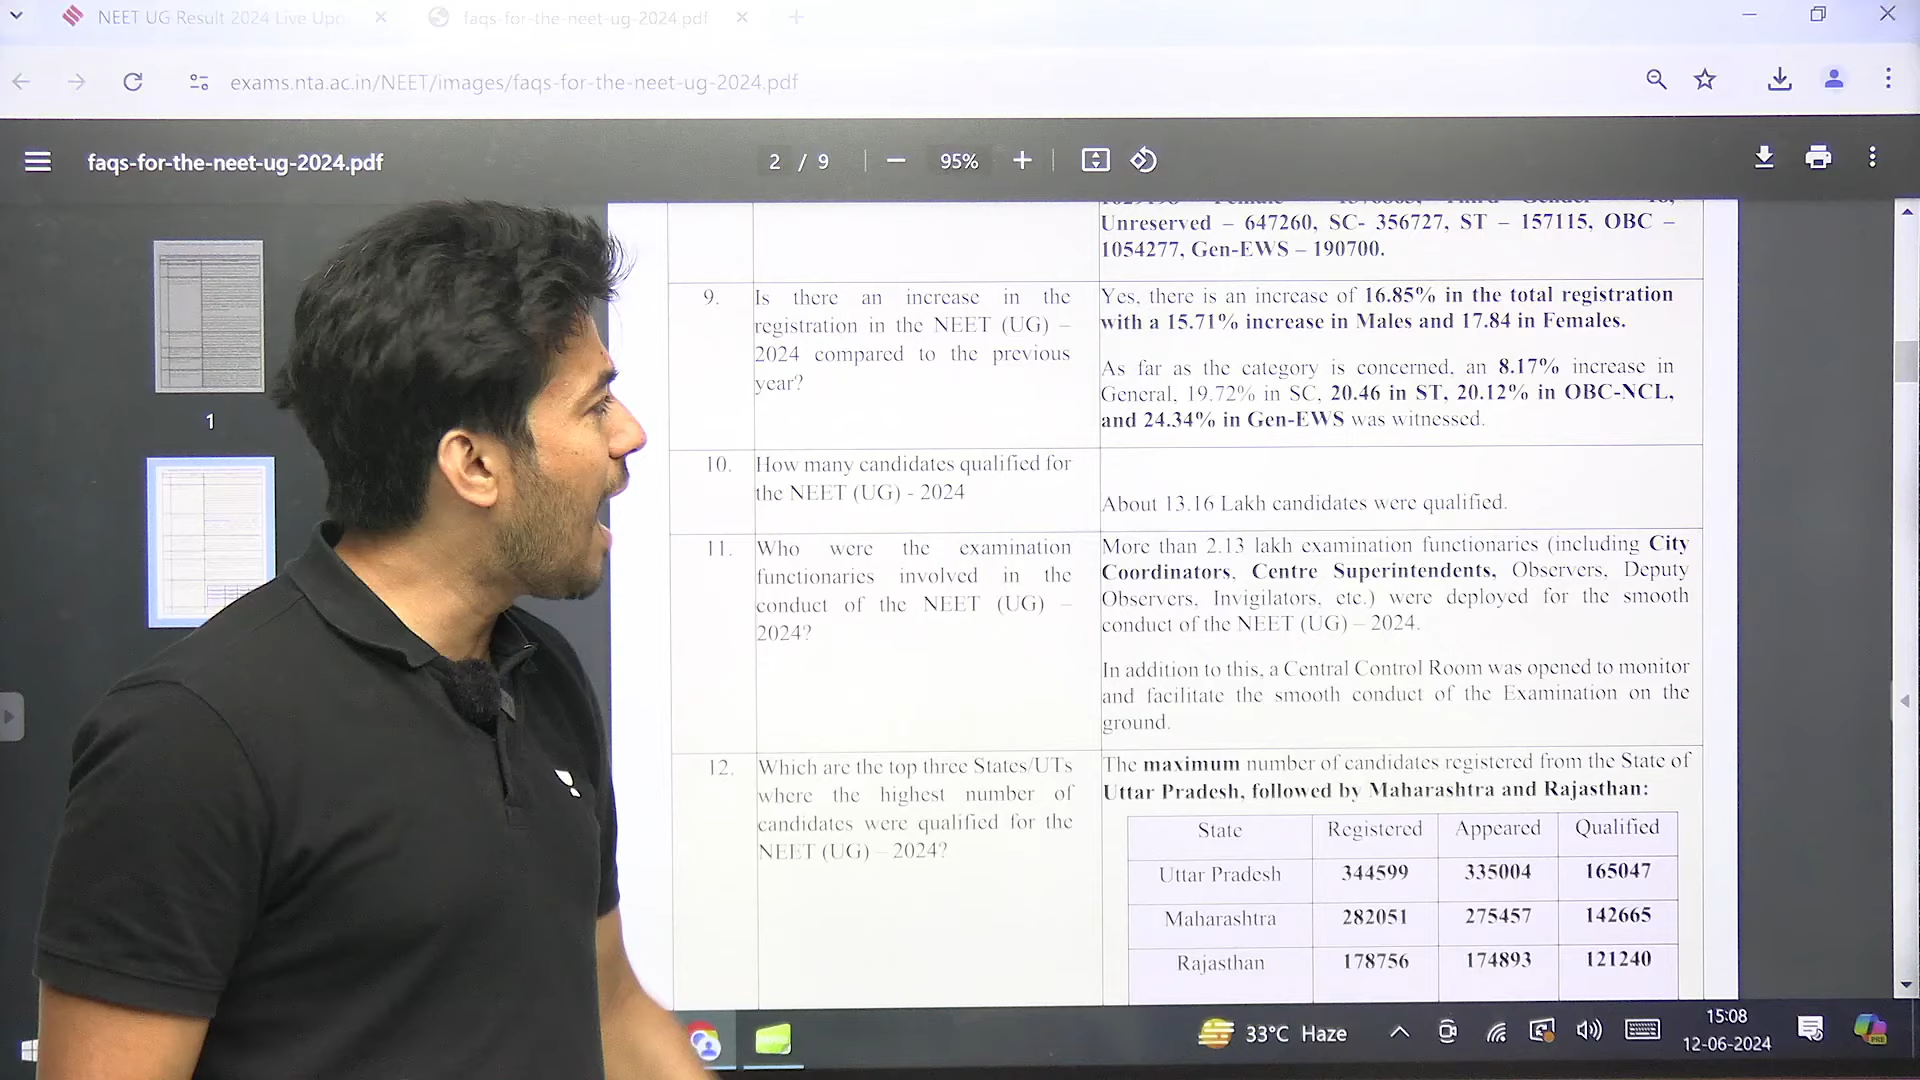 NEET UG Result 2024 Live Upd
faqs-for-the-neet-ug-2024.pdf
exams.nta.ac.in/NEET/images/faqs-for-the-neet-ug-2024.pdf
faqs-for-the-neet-ug-2024.pdf
2 / 9
95%
1
Unreserved – 647260, SC- 356727, ST – 157115, OBC –
1054277, Gen-EWS – 190700.
9.
Is there an increase in the
registration in the NEET (UG) –
2024 compared to the previous
year?
Yes, there is an increase of 16.85% in the total registration
with a 15.71% increase in Males and 17.84 in Females.
As far as the category is concerned, an 8.17% increase in
General, 19.72% in SC, 20.46 in ST, 20.12% in OBC-NCL,
and 24.34% in Gen-EWS was witnessed.
10.
How many candidates qualified for
the NEET (UG) - 2024
About 13.16 Lakh candidates were qualified.
11.
Who were the examination
functionaries involved in the
conduct of the NEET (UG) –
2024?
More than 2.13 lakh examination functionaries (including City
Coordinators, Centre Superintendents, Observers, Deputy
Observers, Invigilators, etc.) were deployed for the smooth
conduct of the NEET (UG) – 2024.
In addition to this, a Central Control Room was opened to monitor
and facilitate the smooth conduct of the Examination on the
ground.
12.
Which are the top three States/UTs
where the highest number of
candidates were qualified for the
NEET (UG) – 2024?
The maximum number of candidates registered from the State of
Uttar Pradesh, followed by Maharashtra and Rajasthan:
State Registered Appeared Qualified
Uttar Pradesh 344599 335004 165047
Maharashtra 282051 275457 142665
Rajasthan 178756 174893 121240
33°C Haze
15:08
12-06-2024
PRE